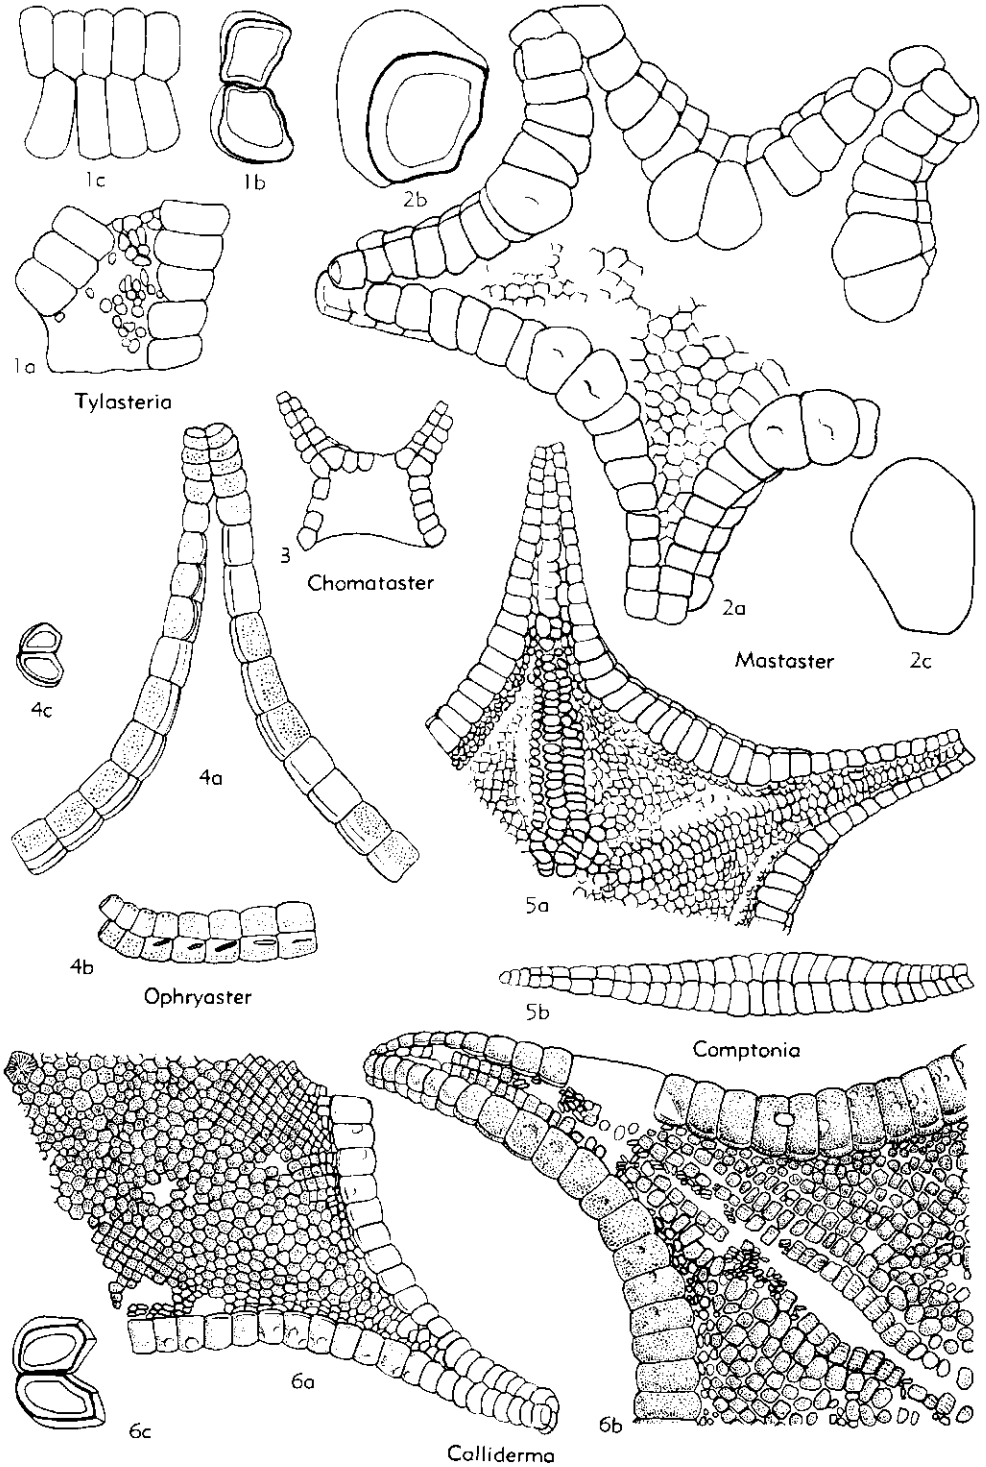 1c
1b
2b
1a
Tylasteria
3
Chomataster
2a
Mastaster
2c
4c
4a
5a
4b
Ophryaster
5b
Comptonia
6a
6b
6c
Calliderma